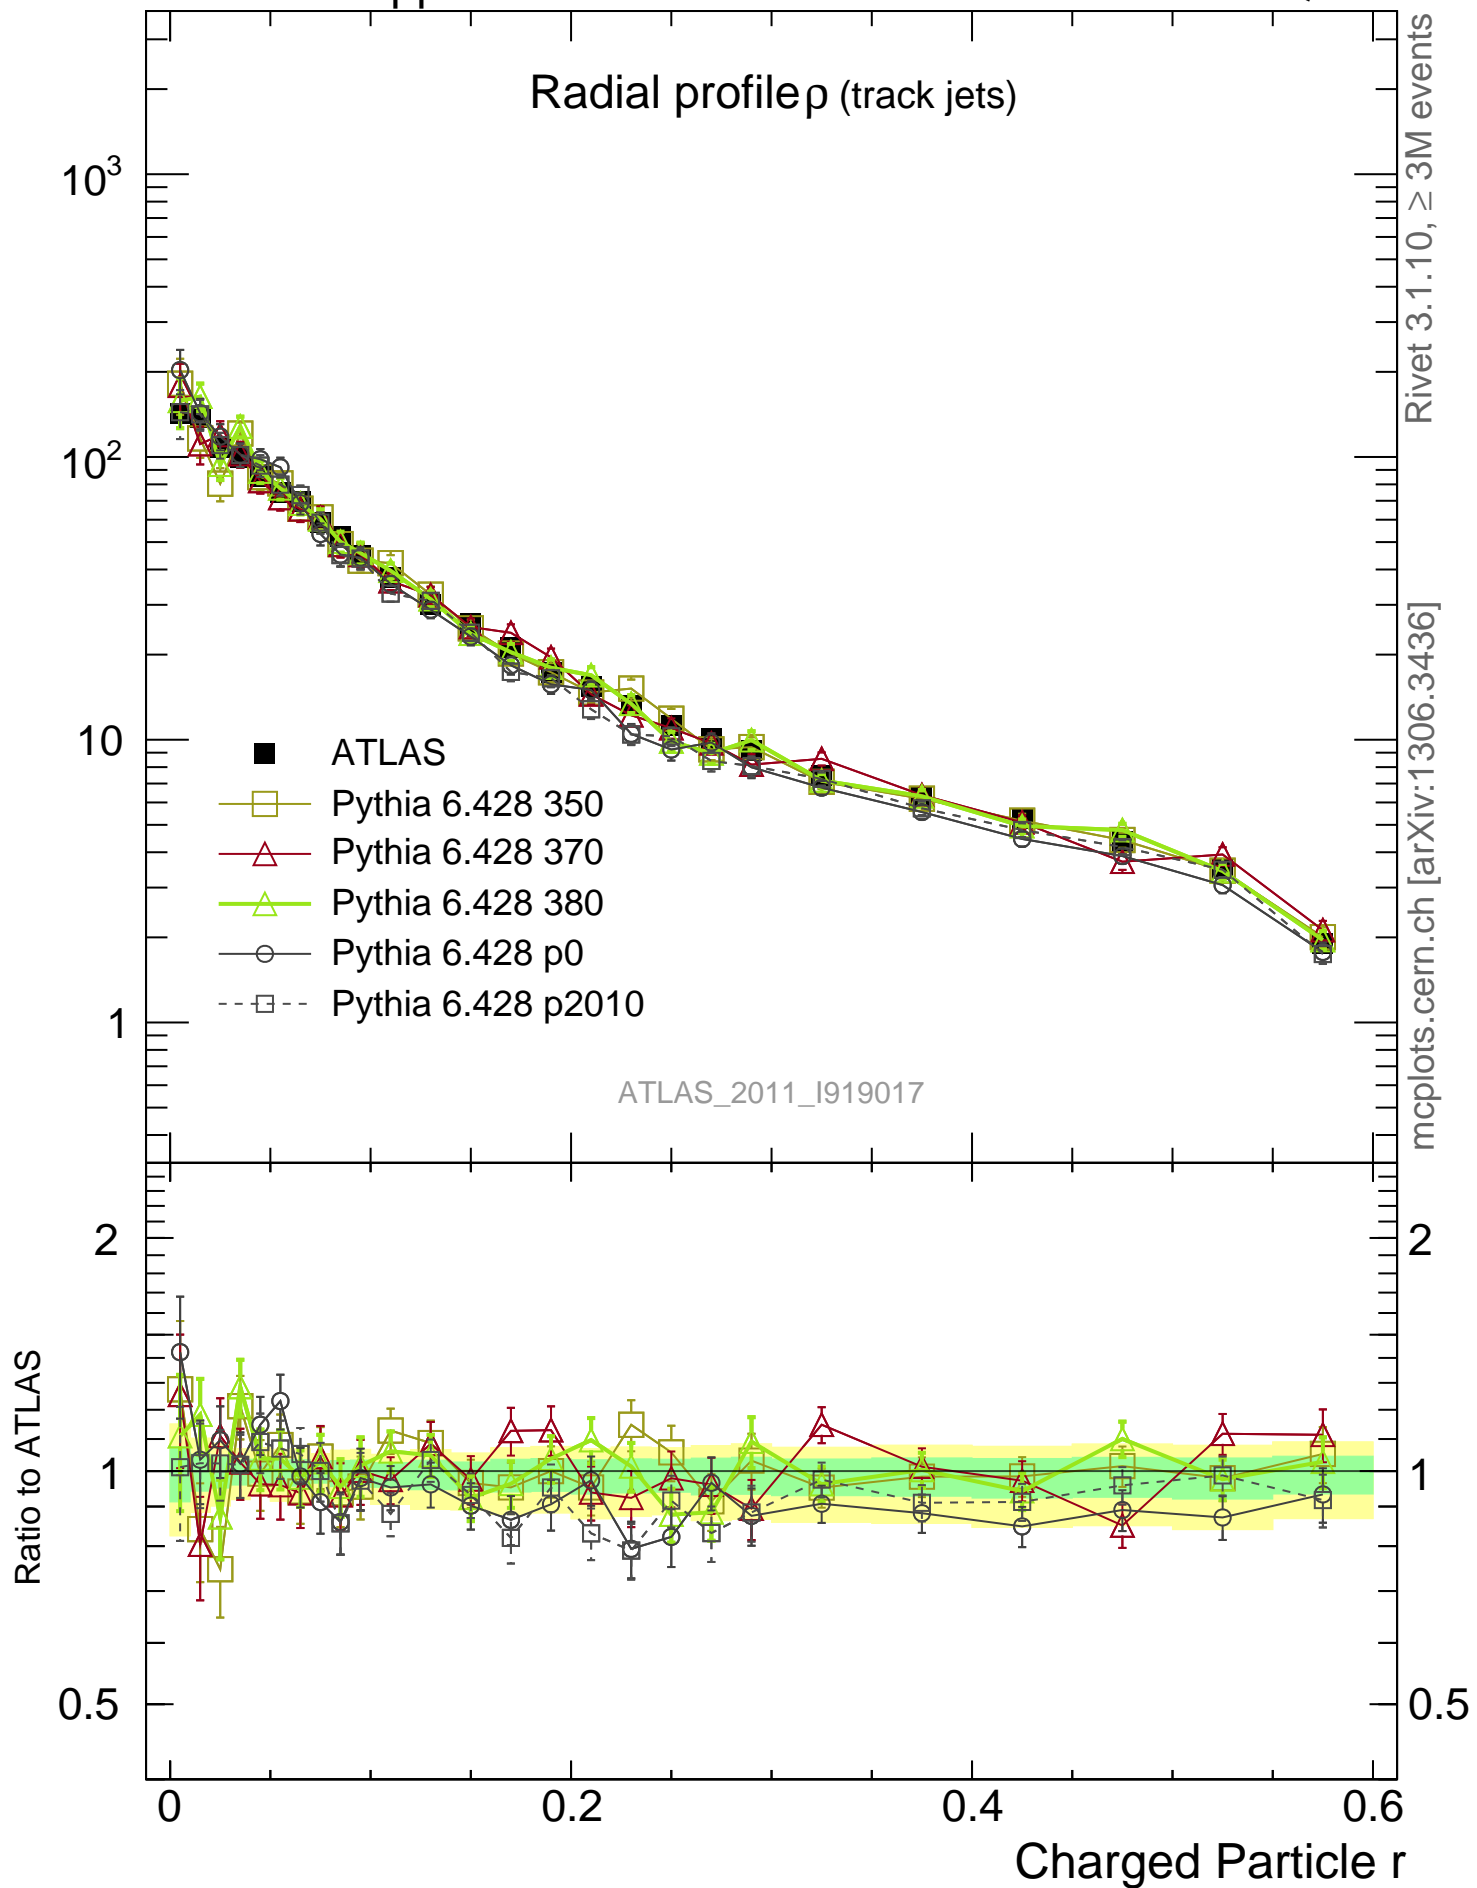 Radial profile ρ (track jets)
10³
10²
10
1
ATLAS
Pythia 6.428 350
Pythia 6.428 370
Pythia 6.428 380
Pythia 6.428 p0
Pythia 6.428 p2010
ATLAS_2011_I919017
Rivet 3.1.10, ≥ 3M events
mcplots.cern.ch [arXiv:1306.3436]
Ratio to ATLAS
2
1
0.5
2
1
0.5
0
0.2
0.4
0.6
Charged Particle r